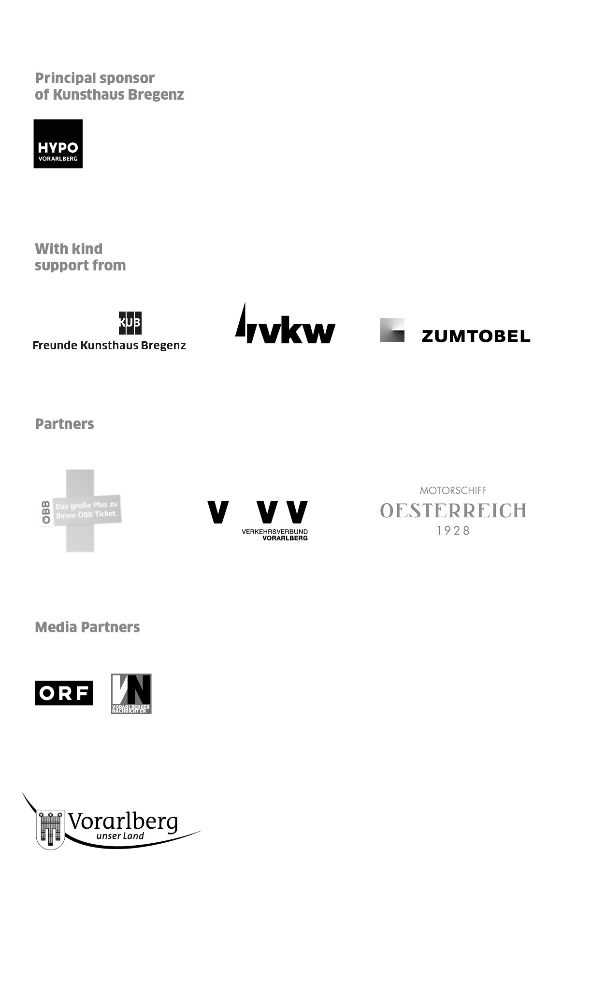 Principal sponsor
of Kunsthaus Bregenz
HYPO
VORARLBERG
With kind
support from
KUB
Freunde Kunsthaus Bregenz
vkw
ZUMTOBEL
Partners
ÖBB
Das große Plus zu
Ihrem ÖBB Ticket.
V VV
VERKEHRSVERBUND
VORARLBERG
MOTORSCHIFF
OESTERREICH
1928
Media Partners
ORF
VN
VORARLBERGER
NACHRICHTEN
Vorarlberg
unser Land